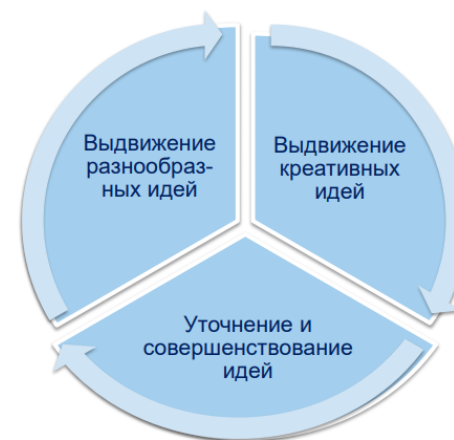 Выдвижение
разнообраз-
ных идей
Выдвижение
креативных
идей
Уточнение и
совершенствование
идей